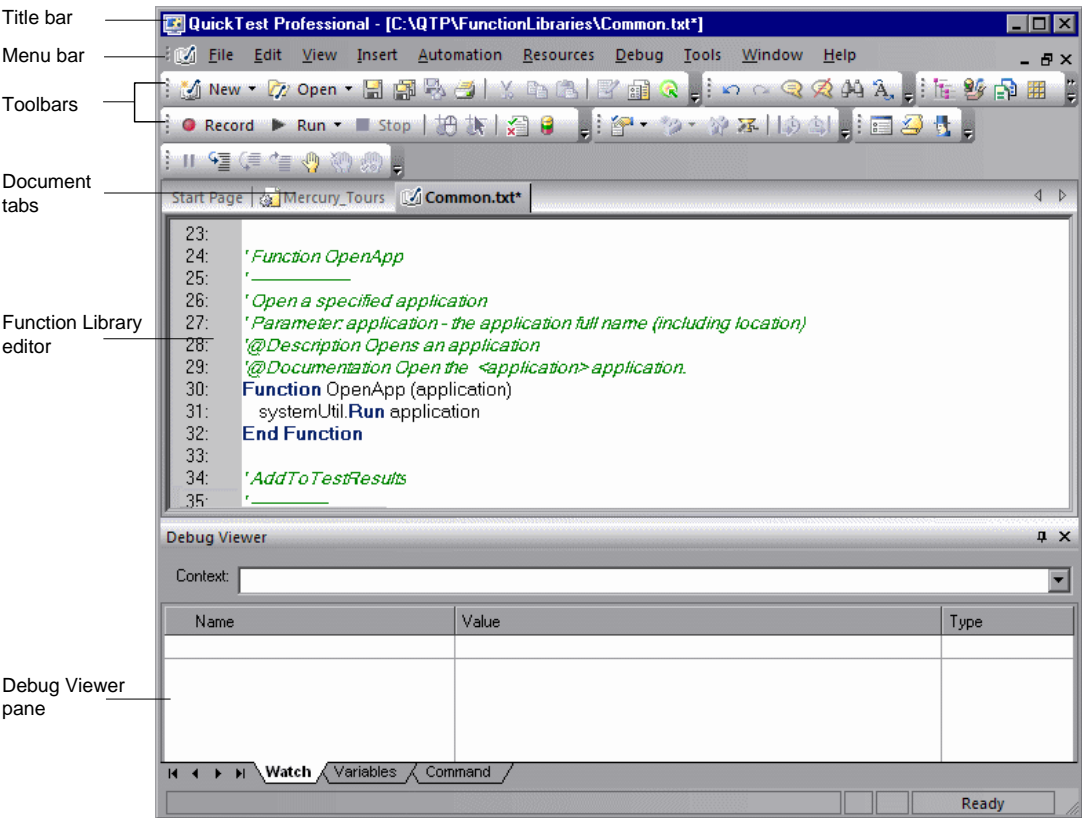 Title bar
QuickTest Professional - [C:\QTP\FunctionLibraries\Common.txt*]
Menu bar
File Edit View Insert Automation Resources Debug Tools Window Help
Toolbars
New Open
Record Run Stop
Document
tabs
Start Page Mercury_Tours Common.txt*
23:
24: 'Function OpenApp
25: '
26: 'Open a specified application
27: 'Parameter: application - the application full name (including location)
28: '@Description Opens an application
29: '@Documentation Open the <application> application.
30: Function OpenApp (application)
31: systemUtil.Run application
32: End Function
33:
34: 'AddToTestResults
35: '
Function Library
editor
Debug Viewer
Context:
Name Value Type
Debug Viewer
pane
Watch Variables Command
Ready